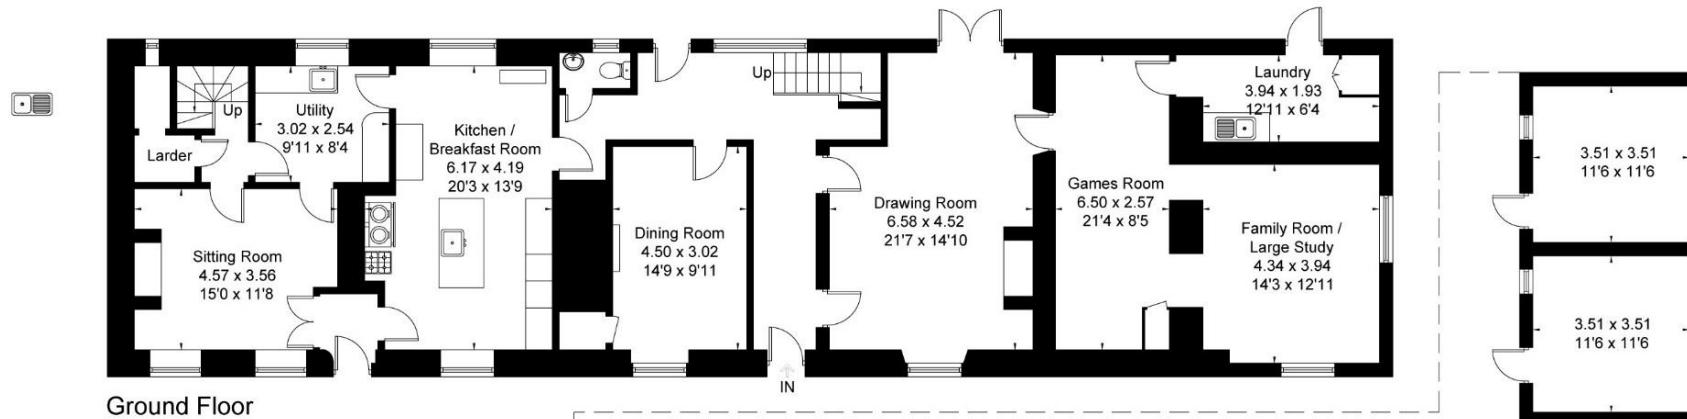 Up
Utility
3.02 x 2.54
9'11 x 8'4
Larder
Sitting Room
4.57 x 3.56
15'0 x 11'8
Kitchen /
Breakfast Room
6.17 x 4.19
20'3 x 13'9
Dining Room
4.50 x 3.02
14'9 x 9'11
Up
IN
Drawing Room
6.58 x 4.52
21'7 x 14'10
Games Room
6.50 x 2.57
21'4 x 8'5
Laundry
3.94 x 1.93
12'11 x 6'4
Family Room /
Large Study
4.34 x 3.94
14'3 x 12'11
3.51 x 3.51
11'6 x 11'6
3.51 x 3.51
11'6 x 11'6
Ground Floor